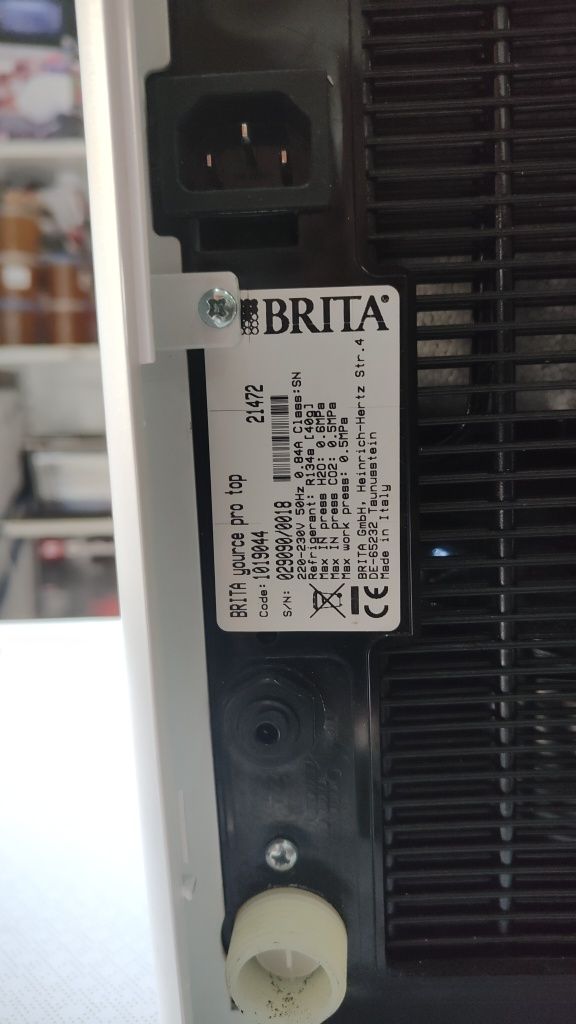 BRITA®
BRITA yource pro top
Code: 1019044 21472
S/N: 029090/0018
220-230V 50Hz 0.84A Class:SN
Refrigerant: R134a [40g]
Max IN press H2O: 0.6MPa
Max IN press CO2: 0.5MPa
Max work press: 0.5MPa
BRITA GmbH, Heinrich-Hertz Str.4
DE-65232 Taunusstein
CE Made in Italy